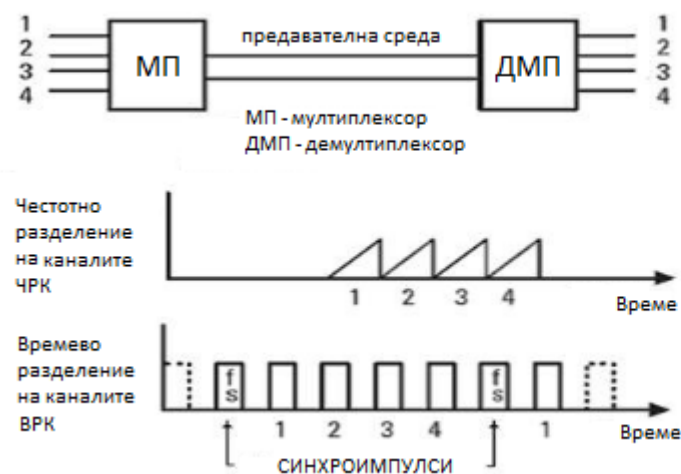 1
2
3
4
МП
предавателна среда
ДМП
1
2
3
4
МП - мултиплексор
ДМП - демултиплексор
Честотно
разделение
на каналите
ЧРК
1 2 3 4
Време
Времево
разделение
на каналите
ВРК
fs fs
1 2 3 4 1
Време
СИНХРОИМПУЛСИ